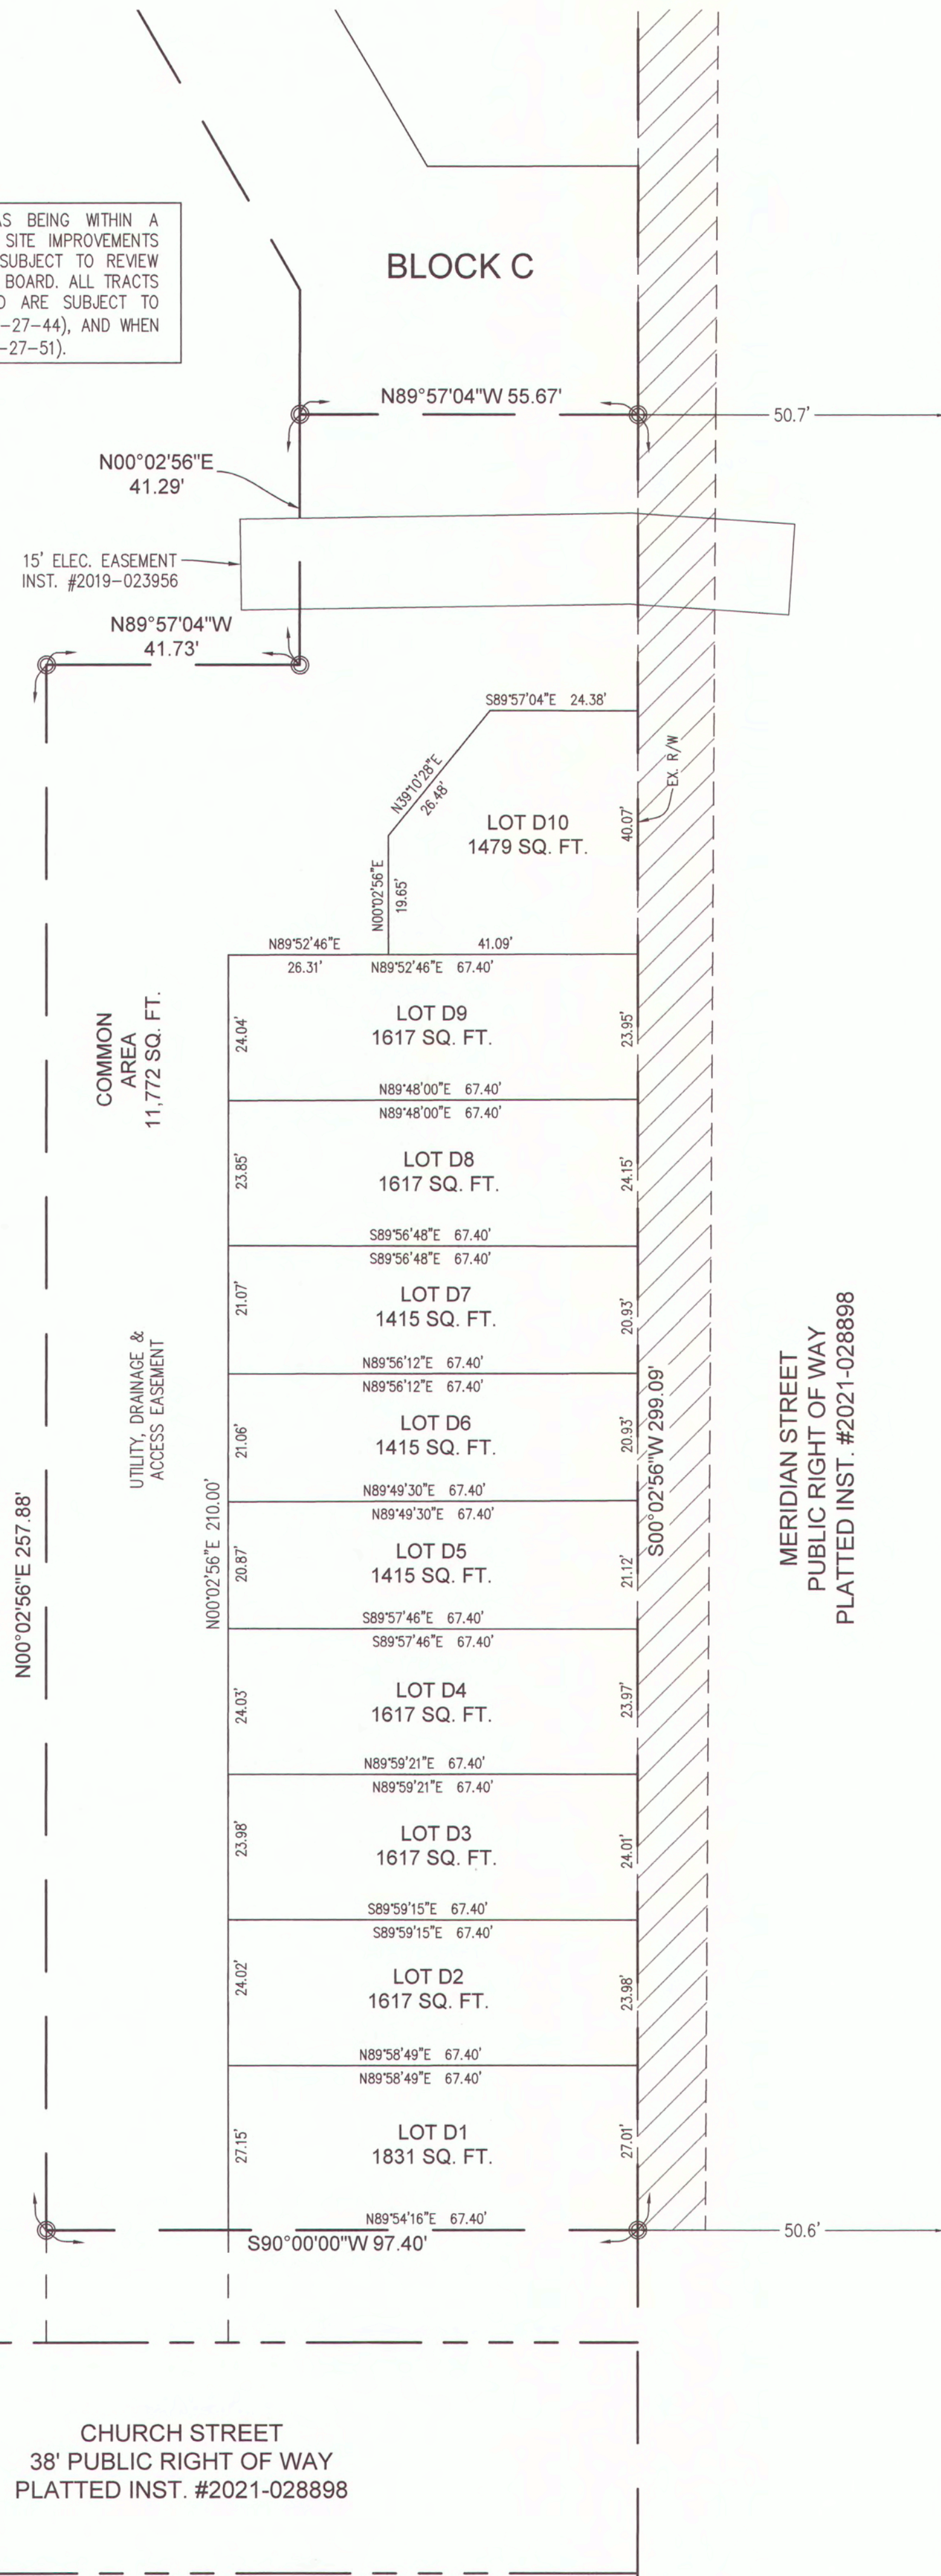 AS BEING WITHIN A
SITE IMPROVEMENTS
SUBJECT TO REVIEW
BOARD. ALL TRACTS
ARE SUBJECT TO
-27-44), AND WHEN
-27-51).
BLOCK C
N89°57'04"W 55.67'
50.7'
N00°02'56"E
41.29'
15' ELEC. EASEMENT
INST. #2019-023956
N89°57'04"W
41.73'
S89°57'04"E 24.38'
EX. R/W
N39°10'28"E
26.48'
LOT D10
1479 SQ. FT.
40.07'
N00°02'56"E
19.65'
N89°52'46"E
41.09'
26.31'
N89°52'46"E 67.40'
COMMON
AREA
11,772 SQ. FT.
24.04'
LOT D9
1617 SQ. FT.
23.95'
N89°48'00"E 67.40'
N89°48'00"E 67.40'
23.85'
LOT D8
1617 SQ. FT.
24.15'
S89°56'48"E 67.40'
S89°56'48"E 67.40'
21.07'
LOT D7
1415 SQ. FT.
20.93'
UTILITY, DRAINAGE &
ACCESS EASEMENT
N89°56'12"E 67.40'
N89°56'12"E 67.40'
21.06'
LOT D6
1415 SQ. FT.
20.93'
MERIDIAN STREET
PUBLIC RIGHT OF WAY
PLATTED INST. #2021-028898
N89°49'30"E 67.40'
N89°49'30"E 67.40'
N00°02'56"E 257.88'
N00°02'56"E 210.00'
20.87'
LOT D5
1415 SQ. FT.
21.12'
S00°02'56"W 299.09'
S89°57'46"E 67.40'
S89°57'46"E 67.40'
24.03'
LOT D4
1617 SQ. FT.
23.97'
N89°59'21"E 67.40'
N89°59'21"E 67.40'
23.98'
LOT D3
1617 SQ. FT.
24.01'
S89°59'15"E 67.40'
S89°59'15"E 67.40'
24.02'
LOT D2
1617 SQ. FT.
23.98'
N89°58'49"E 67.40'
N89°58'49"E 67.40'
27.15'
LOT D1
1831 SQ. FT.
27.01'
N89°54'16"E 67.40'
S90°00'00"W 97.40'
50.6'
CHURCH STREET
38' PUBLIC RIGHT OF WAY
PLATTED INST. #2021-028898